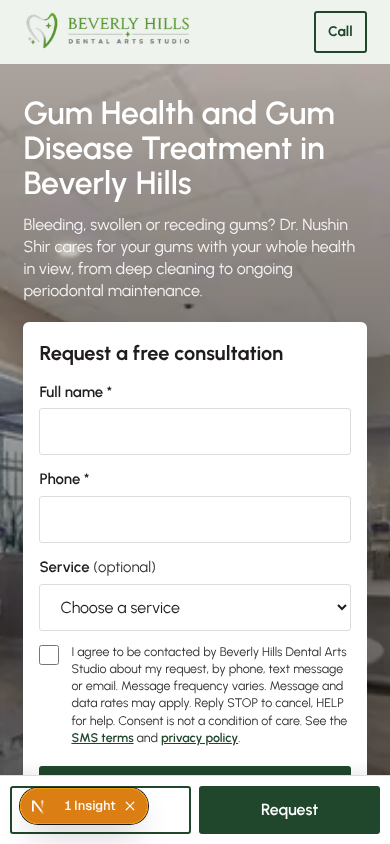 BEVERLY HILLS
DENTAL ARTS STUDIO
Call
Gum Health and Gum
Disease Treatment in
Beverly Hills
Bleeding, swollen or receding gums? Dr. Nushin
Shir cares for your gums with your whole health
in view, from deep cleaning to ongoing
periodontal maintenance.
Request a free consultation
Full name *
Phone *
Service (optional)
Choose a service
I agree to be contacted by Beverly Hills Dental Arts
Studio about my request, by phone, text message
or email. Message frequency varies. Message and
data rates may apply. Reply STOP to cancel, HELP
for help. Consent is not a condition of care. See the
SMS terms and privacy policy.
N 1 Insight
Request